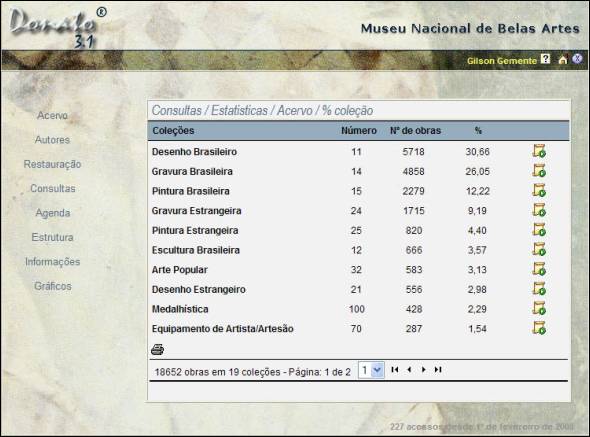 Donato ®
3.1
Museu Nacional de Belas Artes
Gilson Gemente ?
Acervo
Autores
Restauração
Consultas
Agenda
Estrutura
Informações
Gráficos
Consultas / Estatisticas / Acervo / % coleção
Coleções Número Nº de obras %
Desenho Brasileiro 11 5718 30,66
Gravura Brasileira 14 4858 26,05
Pintura Brasileira 15 2279 12,22
Gravura Estrangeira 24 1715 9,19
Pintura Estrangeira 25 820 4,40
Escultura Brasileira 12 666 3,57
Arte Popular 32 583 3,13
Desenho Estrangeiro 21 556 2,98
Medalhística 100 428 2,29
Equipamento de Artista/Artesão 70 287 1,54
18652 obras em 19 coleções - Página: 1 de 2 1
227 acessos desde 1º de fevereiro de 2008